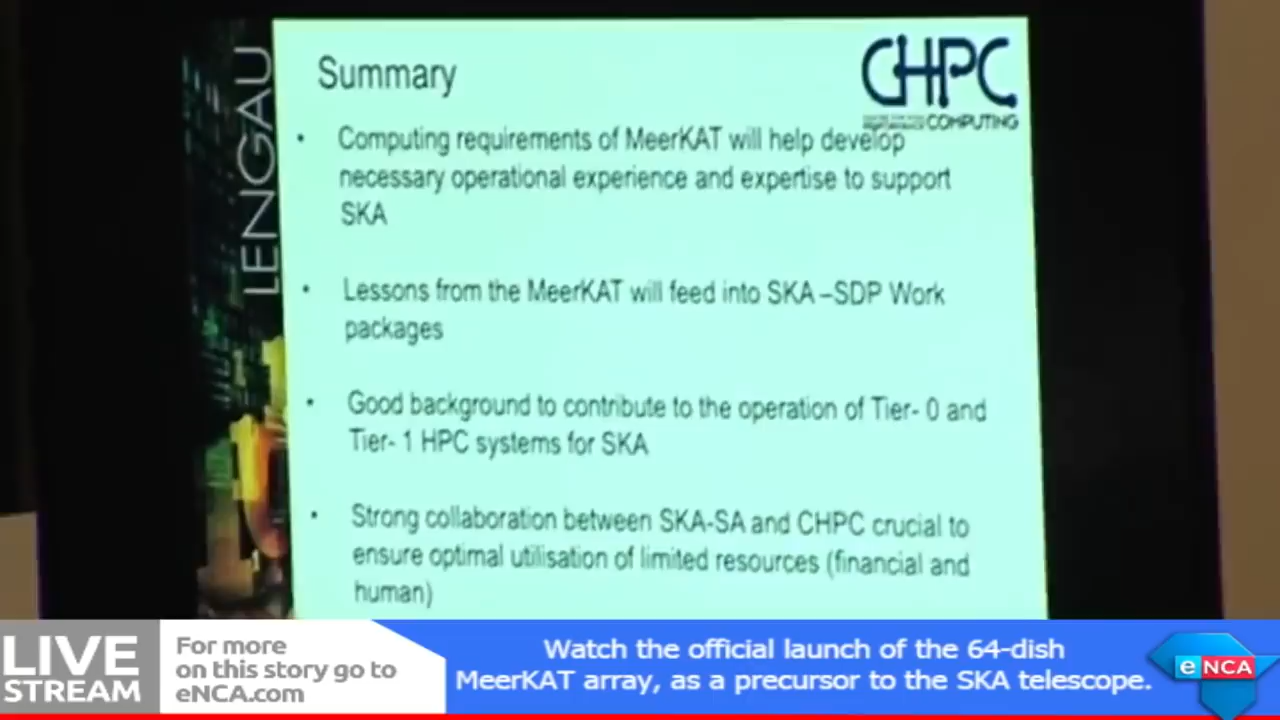 LENGAU
Summary
CHPC
COMPUTING
• Computing requirements of MeerKAT will help develop
necessary operational experience and expertise to support
SKA
• Lessons from the MeerKAT will feed into SKA –SDP Work
packages
• Good background to contribute to the operation of Tier- 0 and
Tier- 1 HPC systems for SKA
• Strong collaboration between SKA-SA and CHPC crucial to
ensure optimal utilisation of limited resources (financial and
human)
LIVE
STREAM
For more
on this story go to
eNCA.com
Watch the official launch of the 64-dish
MeerKAT array, as a precursor to the SKA telescope.
eNCA